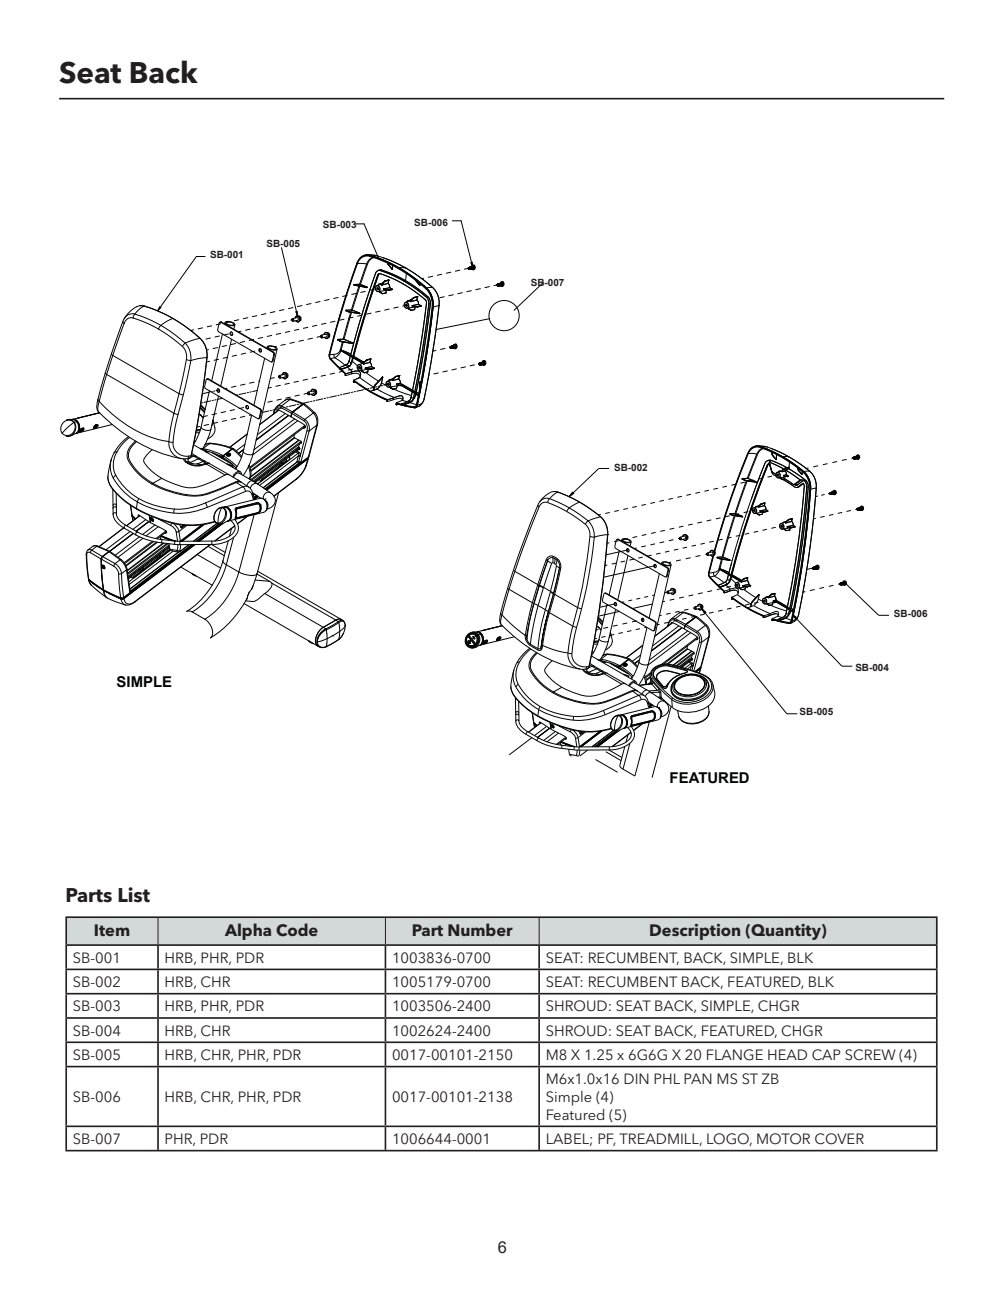 Seat Back
SB-003
SB-006
SB-005
SB-001
SB-007
SB-002
SB-006
SB-004
SIMPLE
SB-005
FEATURED
Parts List
Item Alpha Code Part Number Description (Quantity)
SB-001 HRB, PHR, PDR 1003836-0700 SEAT: RECUMBENT, BACK, SIMPLE, BLK
SB-002 HRB, CHR 1005179-0700 SEAT: RECUMBENT BACK, FEATURED, BLK
SB-003 HRB, PHR, PDR 1003506-2400 SHROUD: SEAT BACK, SIMPLE, CHGR
SB-004 HRB, CHR 1002624-2400 SHROUD: SEAT BACK, FEATURED, CHGR
SB-005 HRB, CHR, PHR, PDR 0017-00101-2150 M8 X 1.25 x 6G6G X 20 FLANGE HEAD CAP SCREW (4)
SB-006 HRB, CHR, PHR, PDR 0017-00101-2138 M6x1.0x16 DIN PHL PAN MS ST ZB
Simple (4)
Featured (5)
SB-007 PHR, PDR 1006644-0001 LABEL; PF, TREADMILL, LOGO, MOTOR COVER
6